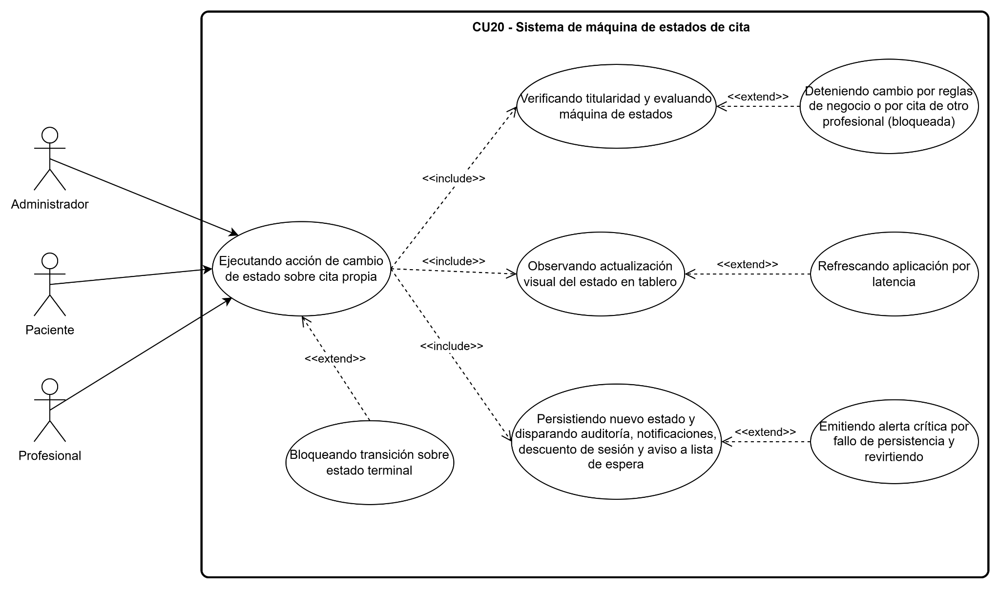 CU20 - Sistema de máquina de estados de cita
Administrador
Paciente
Profesional
Ejecutando acción de cambio
de estado sobre cita propia
<<include>>
<<include>>
<<include>>
<<extend>>
Bloqueando transición sobre
estado terminal
Verificando titularidad y evaluando
máquina de estados
<<extend>>
Deteniendo cambio por reglas
de negocio o por cita de otro
profesional (bloqueada)
Observando actualización
visual del estado en tablero
<<extend>>
Refrescando aplicación por
latencia
Persistiendo nuevo estado y
disparando auditoría, notificaciones,
descuento de sesión y aviso a lista
de espera
<<extend>>
Emitiendo alerta crítica por
fallo de persistencia y
revirtiendo